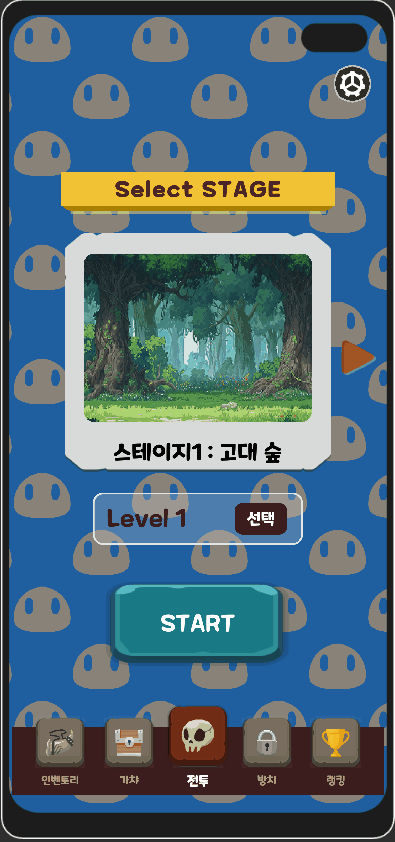 Select STAGE
스테이지1 : 고대 숲
Level 1
선택
START
인벤토리
가챠
전투
방치
랭킹